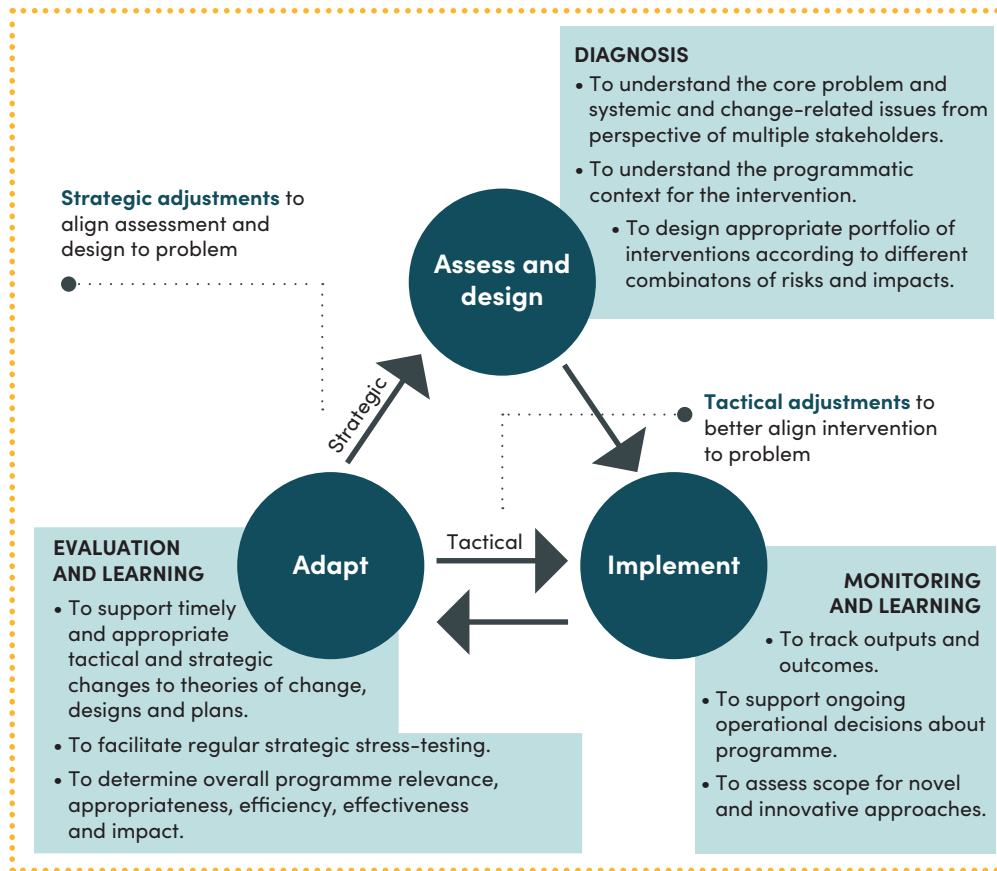 DIAGNOSIS
• To understand the core problem and
systemic and change-related issues from
perspective of multiple stakeholders.
• To understand the programmatic
context for the intervention.
• To design appropriate portfolio of
interventions according to different
combinatons of risks and impacts.
Strategic adjustments to
align assessment and
design to problem
Assess and
design
Strategic
Tactical adjustments to
better align intervention
to problem
Adapt
Tactical
Implement
EVALUATION
AND LEARNING
• To support timely
and appropriate
tactical and strategic
changes to theories of change,
designs and plans.
• To facilitate regular strategic stress-testing.
• To determine overall programme relevance,
appropriateness, efficiency, effectiveness
and impact.
MONITORING
AND LEARNING
• To track outputs and
outcomes.
• To support ongoing
operational decisions about
programme.
• To assess scope for novel
and innovative approaches.